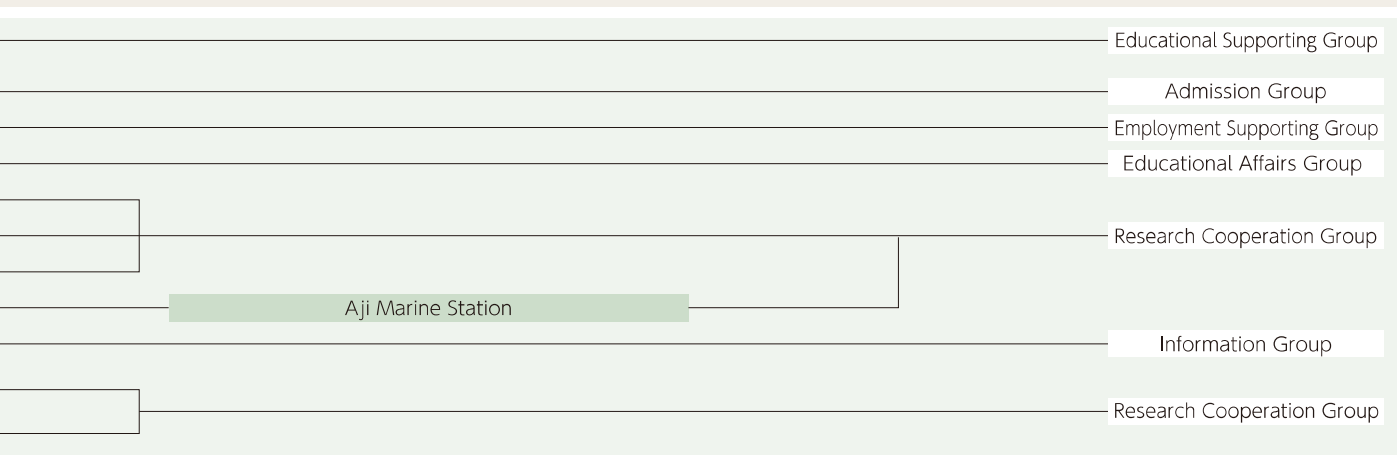 Educational Supporting Group
Admission Group
Employment Supporting Group
Educational Affairs Group
Research Cooperation Group
Aji Marine Station
Information Group
Research Cooperation Group